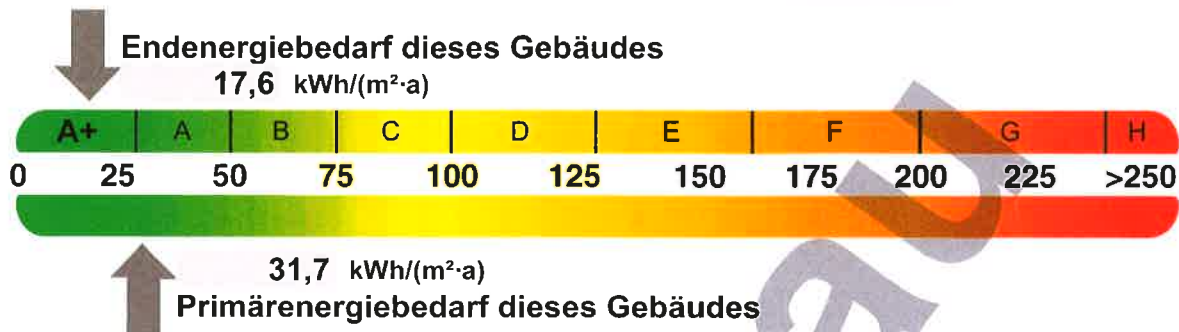 Endenergiebedarf dieses Gebäudes
17,6 kWh/(m²·a)
A+ A B C D E F G H
0 25 50 75 100 125 150 175 200 225 >250
31,7 kWh/(m²·a)
Primärenergiebedarf dieses Gebäudes